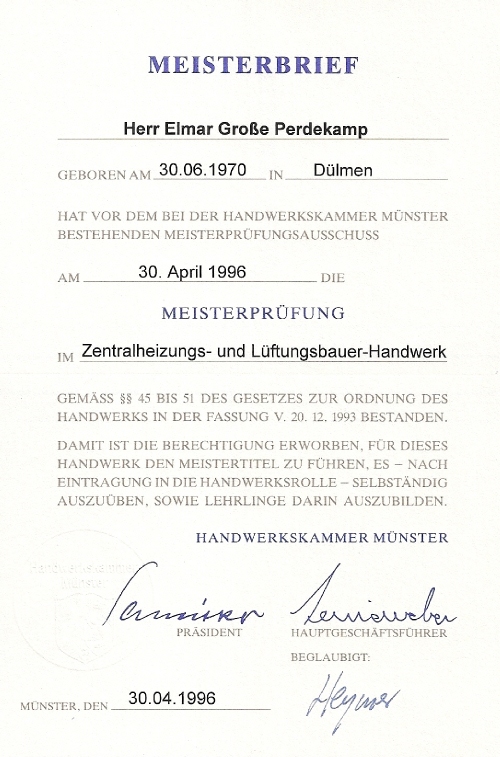 MEISTERBRIEF
Herr Elmar Große Perdekamp
GEBOREN AM 30.06.1970 IN Dülmen
HAT VOR DEM BEI DER HANDWERKSKAMMER MÜNSTER
BESTEHENDEN MEISTERPRÜFUNGSAUSSCHUSS
AM 30. April 1996 DIE
MEISTERPRÜFUNG
IM Zentralheizungs- und Lüftungsbauer-Handwerk
GEMÄSS §§ 45 BIS 51 DES GESETZES ZUR ORDNUNG DES
HANDWERKS IN DER FASSUNG V. 20. 12. 1993 BESTANDEN.
DAMIT IST DIE BERECHTIGUNG ERWORBEN, FÜR DIESES
HANDWERK DEN MEISTERTITEL ZU FÜHREN, ES – NACH
EINTRAGUNG IN DIE HANDWERKSROLLE – SELBSTÄNDIG
AUSZUÜBEN, SOWIE LEHRLINGE DARIN AUSZUBILDEN.
HANDWERKSKAMMER MÜNSTER
Handwerkskammer
Münster
PRÄSIDENT
HAUPTGESCHÄFTSFÜHRER
BEGLAUBIGT:
MÜNSTER, DEN 30.04.1996